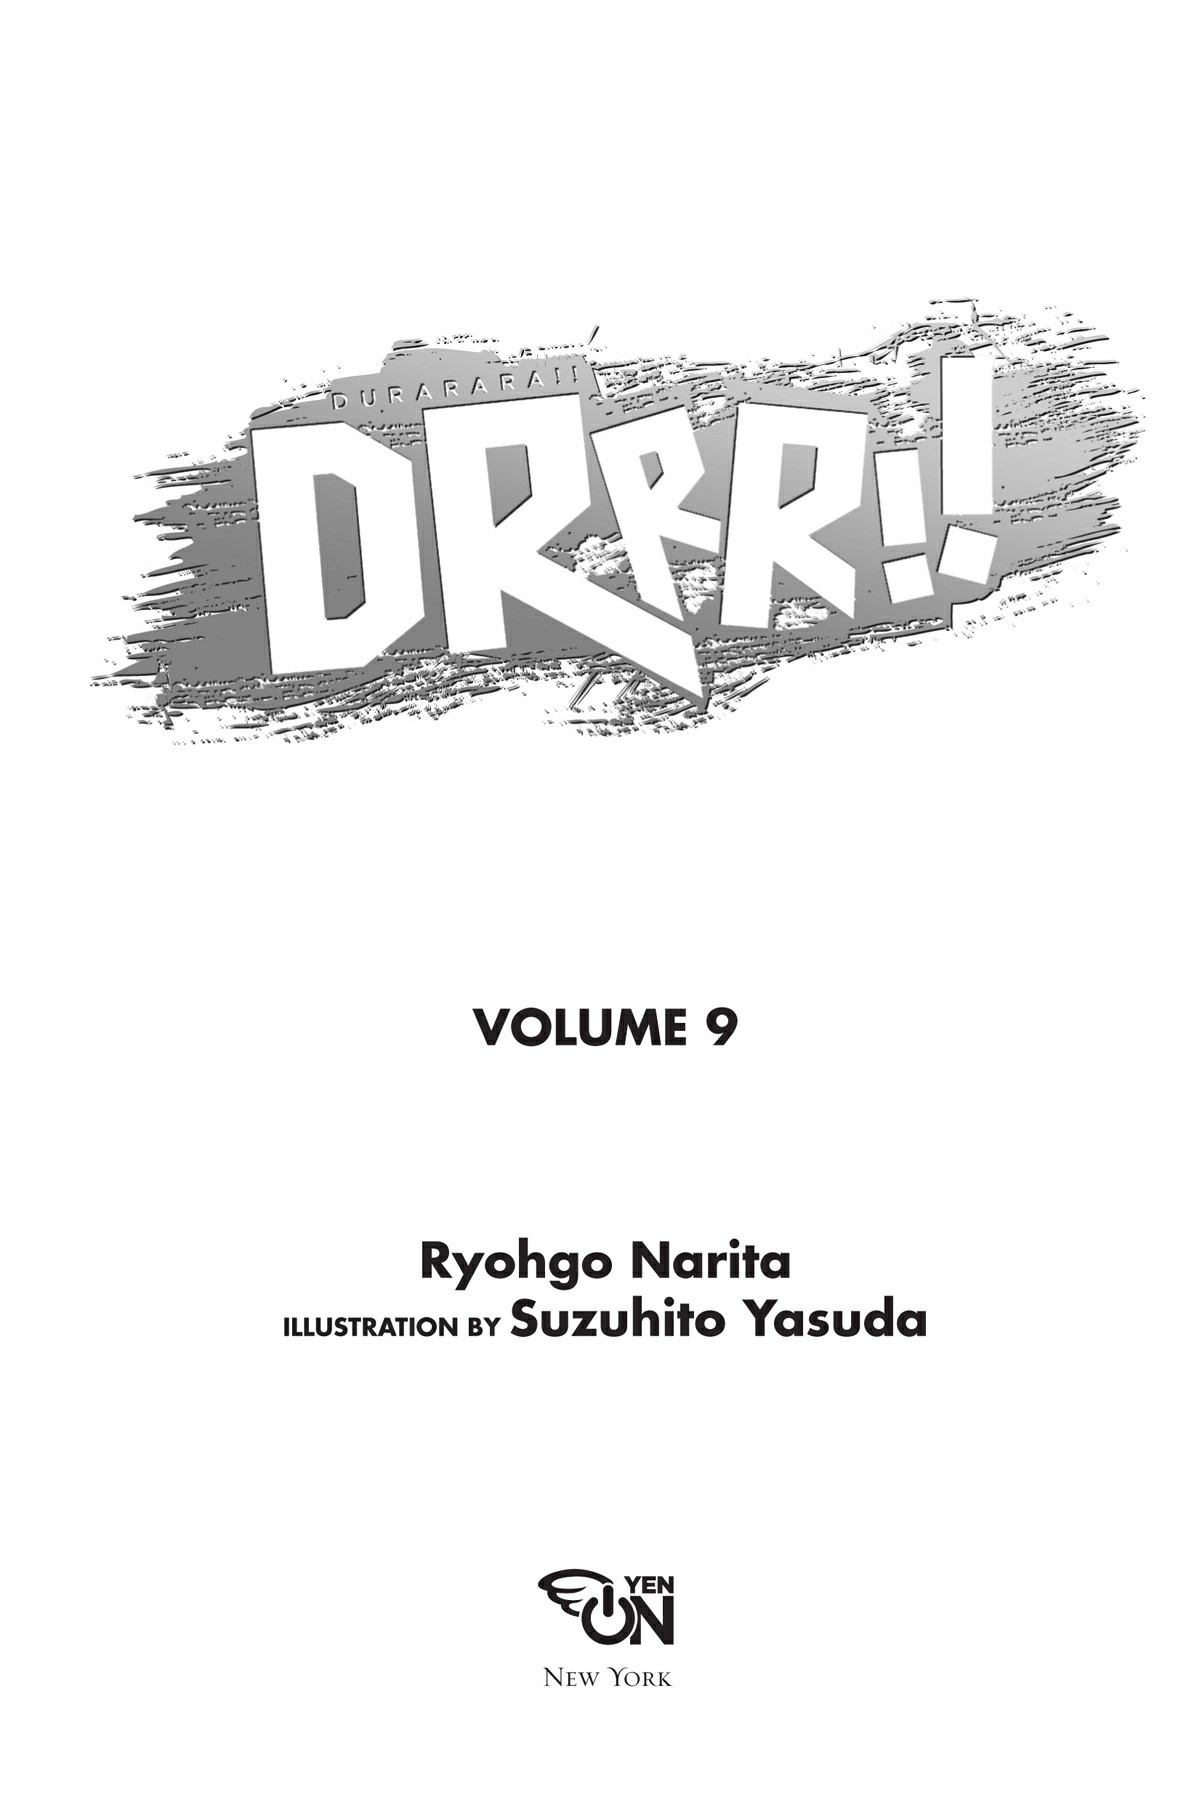 DURARARA!!
DRRR!!
VOLUME 9
Ryohgo Narita
ILLUSTRATION BY Suzuhito Yasuda
YEN
ON
NEW YORK